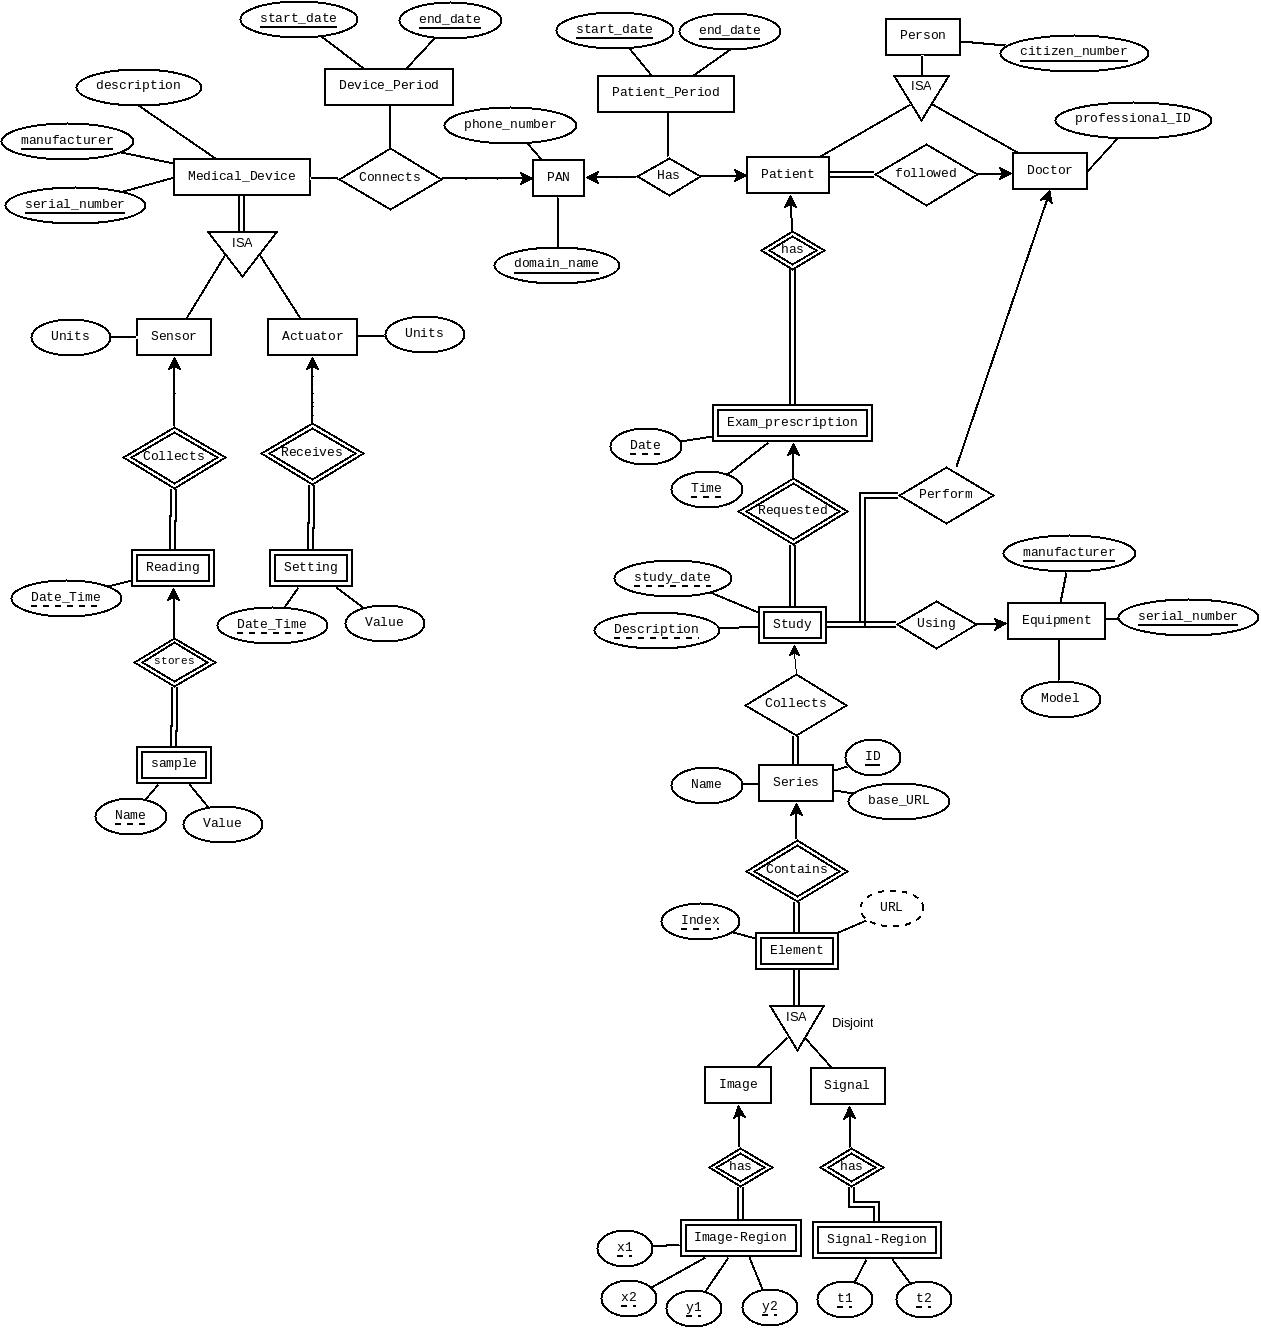 start_date
end_date
start_date
end_date
Person
citizen_number
description
Device_Period
Patient_Period
ISA
manufacturer
phone_number
professional_ID
Medical_Device
Connects
PAN
Has
Patient
followed
Doctor
serial_number
ISA
domain_name
has
Units
Sensor
Actuator
Units
Exam_prescription
Date
Collects
Receives
Time
Requested
Perform
Reading
Setting
study_date
manufacturer
Date_Time
Date_Time
Value
Description
Study
Using
Equipment
serial_number
stores
Model
Collects
sample
Name
Series
ID
base_URL
Name
Value
Contains
Index
URL
Element
ISA
Disjoint
Image
Signal
has
has
x1
Image-Region
Signal-Region
x2
y1
y2
t1
t2